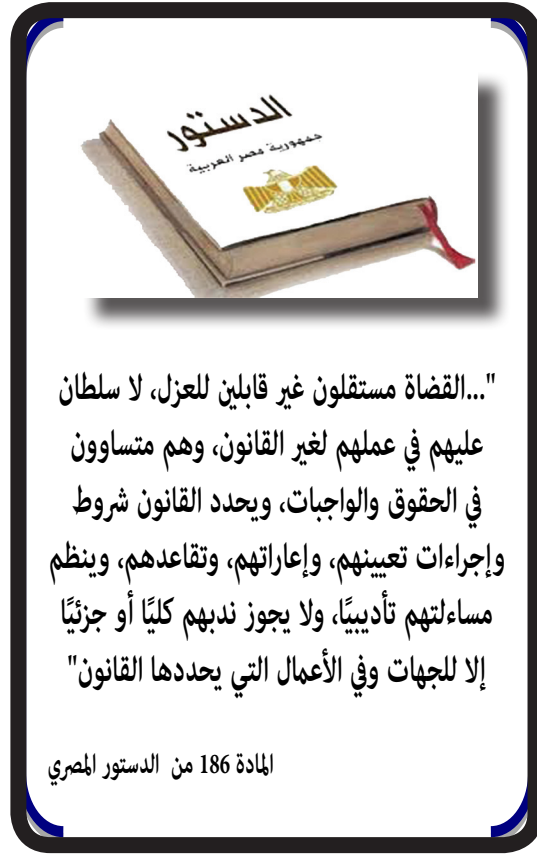 الدستور
جمهورية مصر العربية
"...القضاة مستقلون غير قابلين للعزل، لا سلطان
عليهم في عملهم لغير القانون، وهم متساوون
في الحقوق والواجبات، ويحدد القانون شروط
وإجراءات تعيينهم، وإعاراتهم، وتقاعدهم، وينظم
مساءلتهم تأديبيًا، ولا يجوز ندبهم كليًا أو جزئيًا
إلا للجهات وفي الأعمال التي يحددها القانون"
المادة 186 من الدستور المصري